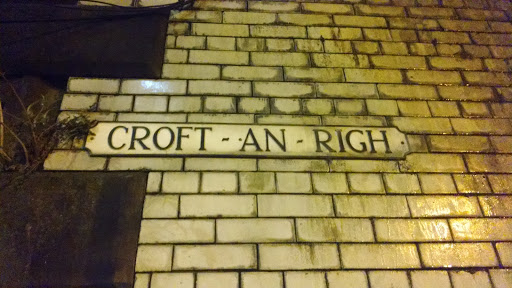 CROFT - AN - RIGH